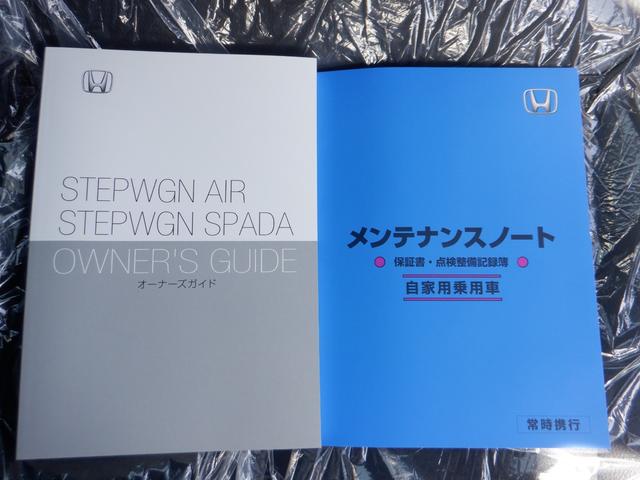 STEPWGN AIR
STEPWGN SPADA
OWNER'S GUIDE
オーナーズガイド
メンテナンスノート
保証書・点検整備記録簿
自家用乗用車
常時携行